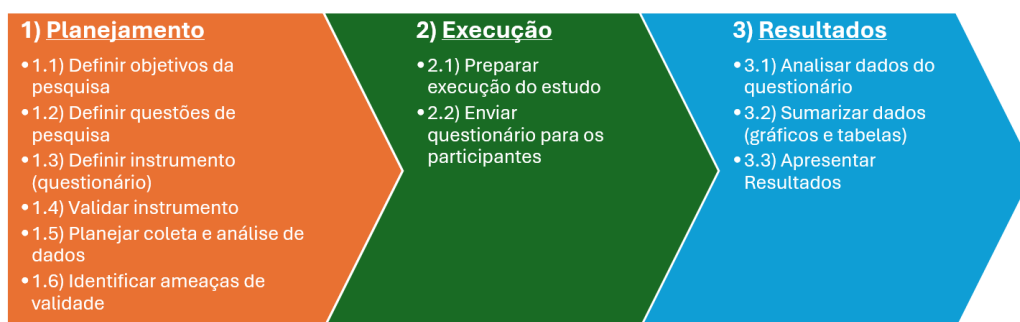 1) Planejamento
• 1.1) Definir objetivos da
pesquisa
• 1.2) Definir questões de
pesquisa
• 1.3) Definir instrumento
(questionário)
• 1.4) Validar instrumento
• 1.5) Planejar coleta e análise de
dados
• 1.6) Identificar ameaças de
validade
2) Execução
• 2.1) Preparar
execução do estudo
• 2.2) Enviar
questionário para os
participantes
3) Resultados
• 3.1) Analisar dados do
questionário
• 3.2) Sumarizar dados
(gráficos e tabelas)
• 3.3) Apresentar
Resultados